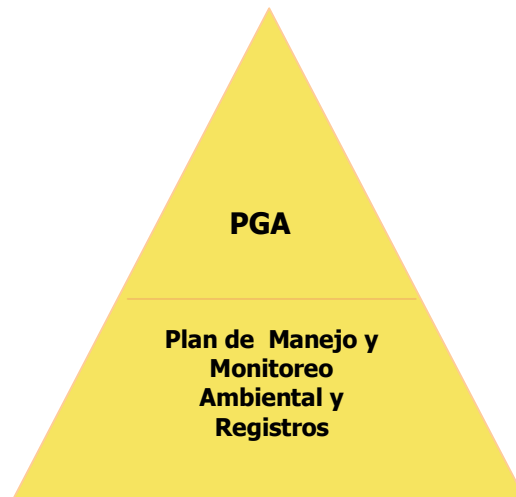 PGA
Plan de Manejo y
Monitoreo
Ambiental y
Registros